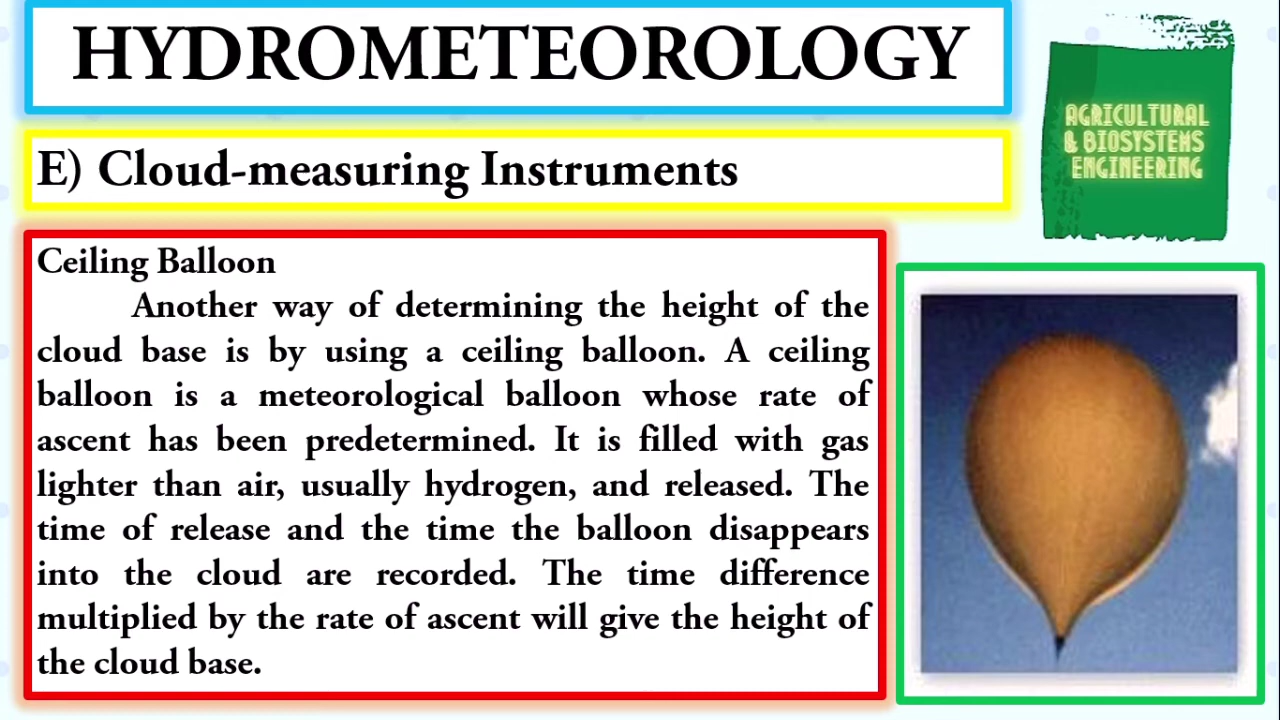 HYDROMETEOROLOGY
AGRICULTURAL
& BIOSYSTEMS
ENGINEERING
E) Cloud-measuring Instruments
Ceiling Balloon
Another way of determining the height of the
cloud base is by using a ceiling balloon. A ceiling
balloon is a meteorological balloon whose rate of
ascent has been predetermined. It is filled with gas
lighter than air, usually hydrogen, and released. The
time of release and the time the balloon disappears
into the cloud are recorded. The time difference
multiplied by the rate of ascent will give the height of
the cloud base.